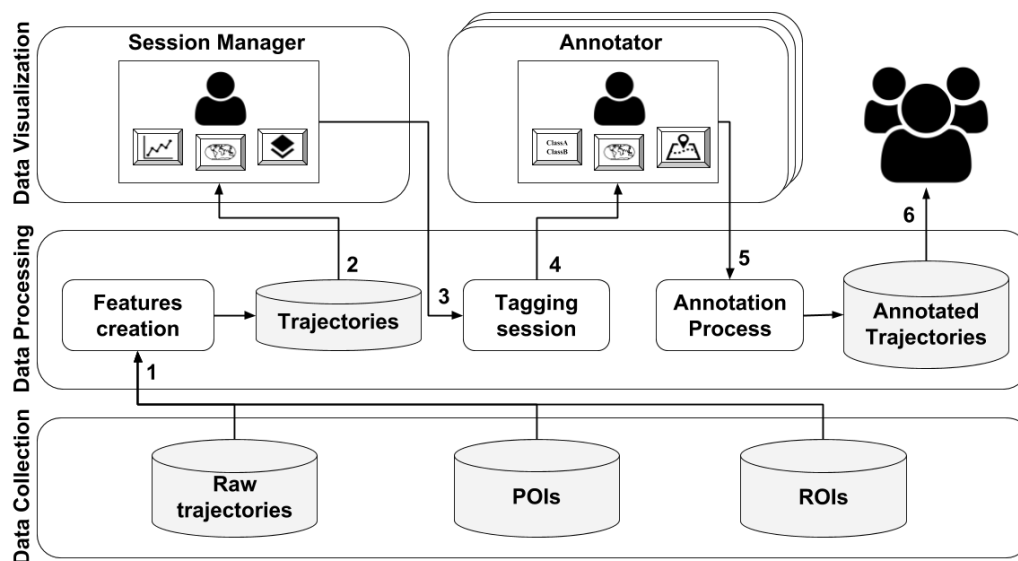 Data Visualization
Session Manager
Annotator
ClassA
ClassB
6
Data Processing
2
3
4
5
Features
creation
Trajectories
Tagging
session
Annotation
Process
Annotated
Trajectories
1
Data Collection
Raw
trajectories
POIs
ROIs